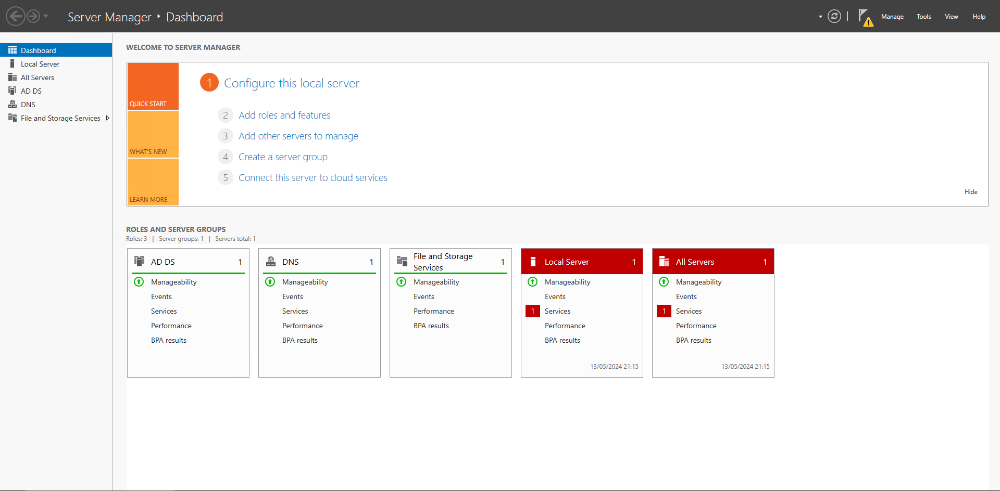 Server Manager ‣ Dashboard
Manage
Tools
View
Help
Dashboard
Local Server
All Servers
AD DS
DNS
File and Storage Services
WELCOME TO SERVER MANAGER
QUICK START
WHAT'S NEW
LEARN MORE
1 Configure this local server
2 Add roles and features
3 Add other servers to manage
4 Create a server group
5 Connect this server to cloud services
Hide
ROLES AND SERVER GROUPS
Roles: 3 | Server groups: 1 | Servers total: 1
AD DS 1
Manageability
Events
Services
Performance
BPA results
DNS 1
Manageability
Events
Services
Performance
BPA results
File and Storage
Services 1
Manageability
Events
Performance
BPA results
Local Server 1
Manageability
Events
1 Services
Performance
BPA results
13/05/2024 21:15
All Servers 1
Manageability
Events
1 Services
Performance
BPA results
13/05/2024 21:15